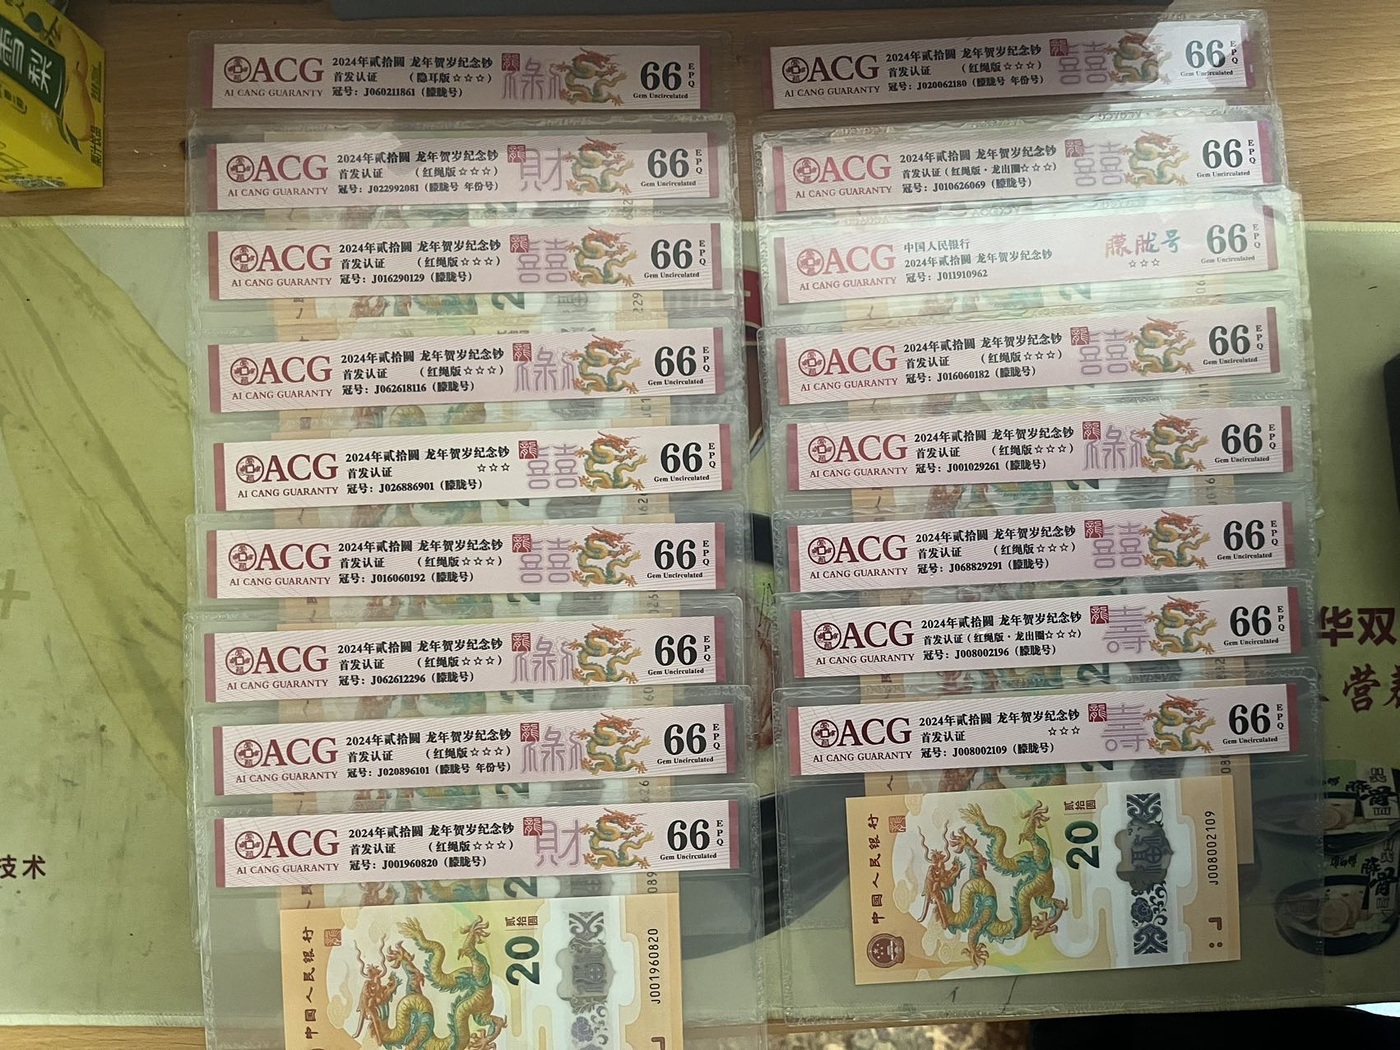 ACG
AI CANG GUARANTY
2024年贰拾圆 龙年贺岁纪念钞
首发认证 (隐耳版☆☆☆)
冠号: J060211861 (朦胧号)
祿
66
EPQ
Gem Uncirculated
ACG
AI CANG GUARANTY
2024年贰拾圆 龙年贺岁纪念钞
首发认证 (红绳版☆☆☆)
冠号: J022992081 (朦胧号 年份号)
財
66
EPQ
Gem Uncirculated
ACG
AI CANG GUARANTY
2024年贰拾圆 龙年贺岁纪念钞
首发认证 (红绳版☆☆☆)
冠号: J016290129 (朦胧号)
囍
66
EPQ
Gem Uncirculated
ACG
AI CANG GUARANTY
2024年贰拾圆 龙年贺岁纪念钞
首发认证 (红绳版☆☆☆)
冠号: J062618116 (朦胧号)
祿
66
EPQ
Gem Uncirculated
ACG
AI CANG GUARANTY
2024年贰拾圆 龙年贺岁纪念钞
首发认证 ☆☆☆
冠号: J026886901 (朦胧号)
囍
66
EPQ
Gem Uncirculated
ACG
AI CANG GUARANTY
2024年贰拾圆 龙年贺岁纪念钞
首发认证 (红绳版☆☆☆)
冠号: J016060192 (朦胧号)
囍
66
EPQ
Gem Uncirculated
ACG
AI CANG GUARANTY
2024年贰拾圆 龙年贺岁纪念钞
首发认证 (红绳版☆☆☆)
冠号: J062612296 (朦胧号)
祿
66
EPQ
Gem Uncirculated
ACG
AI CANG GUARANTY
2024年贰拾圆 龙年贺岁纪念钞
首发认证 (红绳版☆☆☆)
冠号: J020896101 (朦胧号 年份号)
祿
66
EPQ
Gem Uncirculated
ACG
AI CANG GUARANTY
2024年贰拾圆 龙年贺岁纪念钞
首发认证 (红绳版☆☆☆)
冠号: J001960820 (朦胧号)
財
66
EPQ
Gem Uncirculated
中国人民银行
20
贰拾圆
J001960820
ACG
AI CANG GUARANTY
2024年贰拾圆 龙年贺岁纪念钞
首发认证 (红绳版☆☆☆)
冠号: J020062180 (朦胧号 年份号)
囍
66
EPQ
Gem Uncirculated
ACG
AI CANG GUARANTY
2024年贰拾圆 龙年贺岁纪念钞
首发认证 (红绳版·龙出圈☆☆☆)
冠号: J010626069 (朦胧号)
囍
66
EPQ
Gem Uncirculated
ACG
AI CANG GUARANTY
中国人民银行
2024年贰拾圆 龙年贺岁纪念钞
冠号: J011910962
朦胧号
☆☆☆
66
EPQ
Gem Uncirculated
ACG
AI CANG GUARANTY
2024年贰拾圆 龙年贺岁纪念钞
首发认证 (红绳版☆☆☆)
冠号: J016060182 (朦胧号)
囍
66
EPQ
Gem Uncirculated
ACG
AI CANG GUARANTY
2024年贰拾圆 龙年贺岁纪念钞
首发认证 (红绳版☆☆☆)
冠号: J001029261 (朦胧号)
祿
66
EPQ
Gem Uncirculated
ACG
AI CANG GUARANTY
2024年贰拾圆 龙年贺岁纪念钞
首发认证 (红绳版☆☆☆)
冠号: J068829291 (朦胧号)
囍
66
EPQ
Gem Uncirculated
ACG
AI CANG GUARANTY
2024年贰拾圆 龙年贺岁纪念钞
首发认证 (红绳版·龙出圈☆☆☆)
冠号: J008002196 (朦胧号)
壽
66
EPQ
Gem Uncirculated
ACG
AI CANG GUARANTY
2024年贰拾圆 龙年贺岁纪念钞
首发认证 ☆☆☆
冠号: J008002109 (朦胧号)
壽
66
EPQ
Gem Uncirculated
中国人民银行
20
贰拾圆
J008002109
雪梨
技术
华双
营养